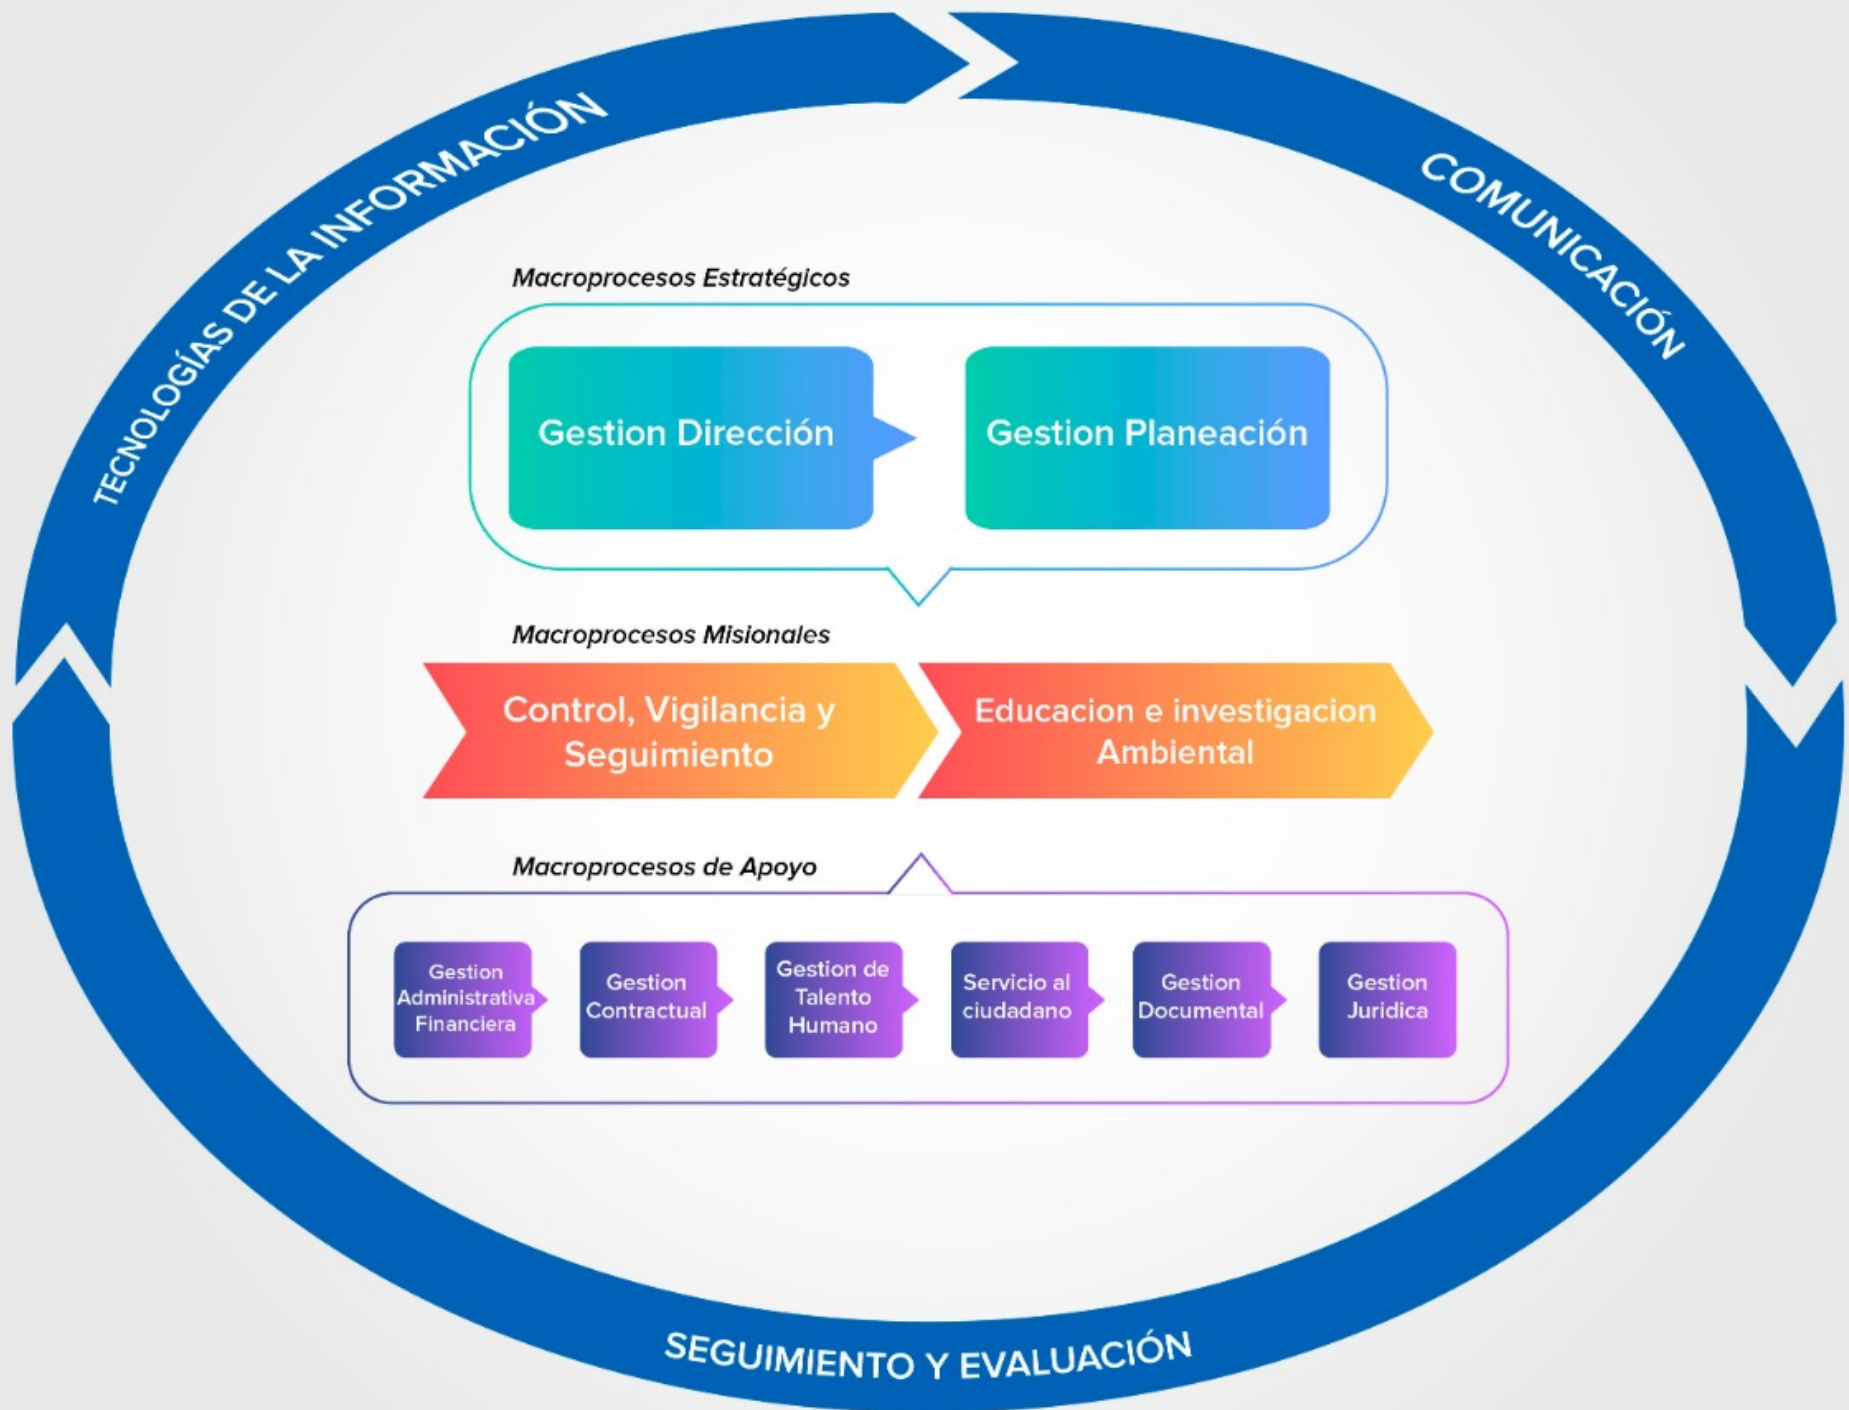 TECNOLOGÍAS DE LA INFORMACIÓN
COMUNICACIÓN
Macroprocesos Estratégicos
Gestion Dirección
Gestion Planeación
Macroprocesos Misionales
Control, Vigilancia y
Seguimiento
Educacion e investigacion
Ambiental
Macroprocesos de Apoyo
Gestion
Administrativa
Financiera
Gestion
Contractual
Gestion de
Talento
Humano
Servicio al
ciudadano
Gestion
Documental
Gestion
Juridica
SEGUIMIENTO Y EVALUACIÓN